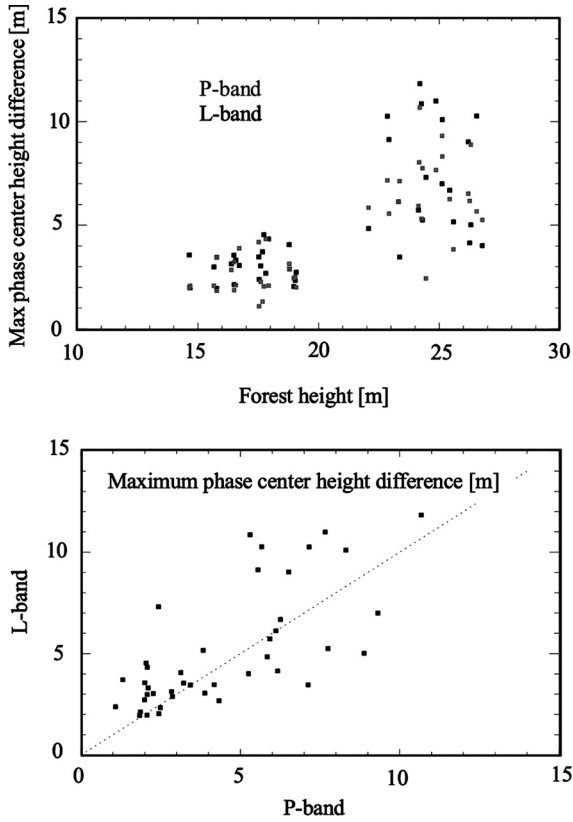 Max phase center height difference [m]
15
10
5
0
P-band
L-band
10
15
20
25
30
Forest height [m]
Maximum phase center height difference [m]
L-band
15
10
5
0
0
5
10
15
P-band